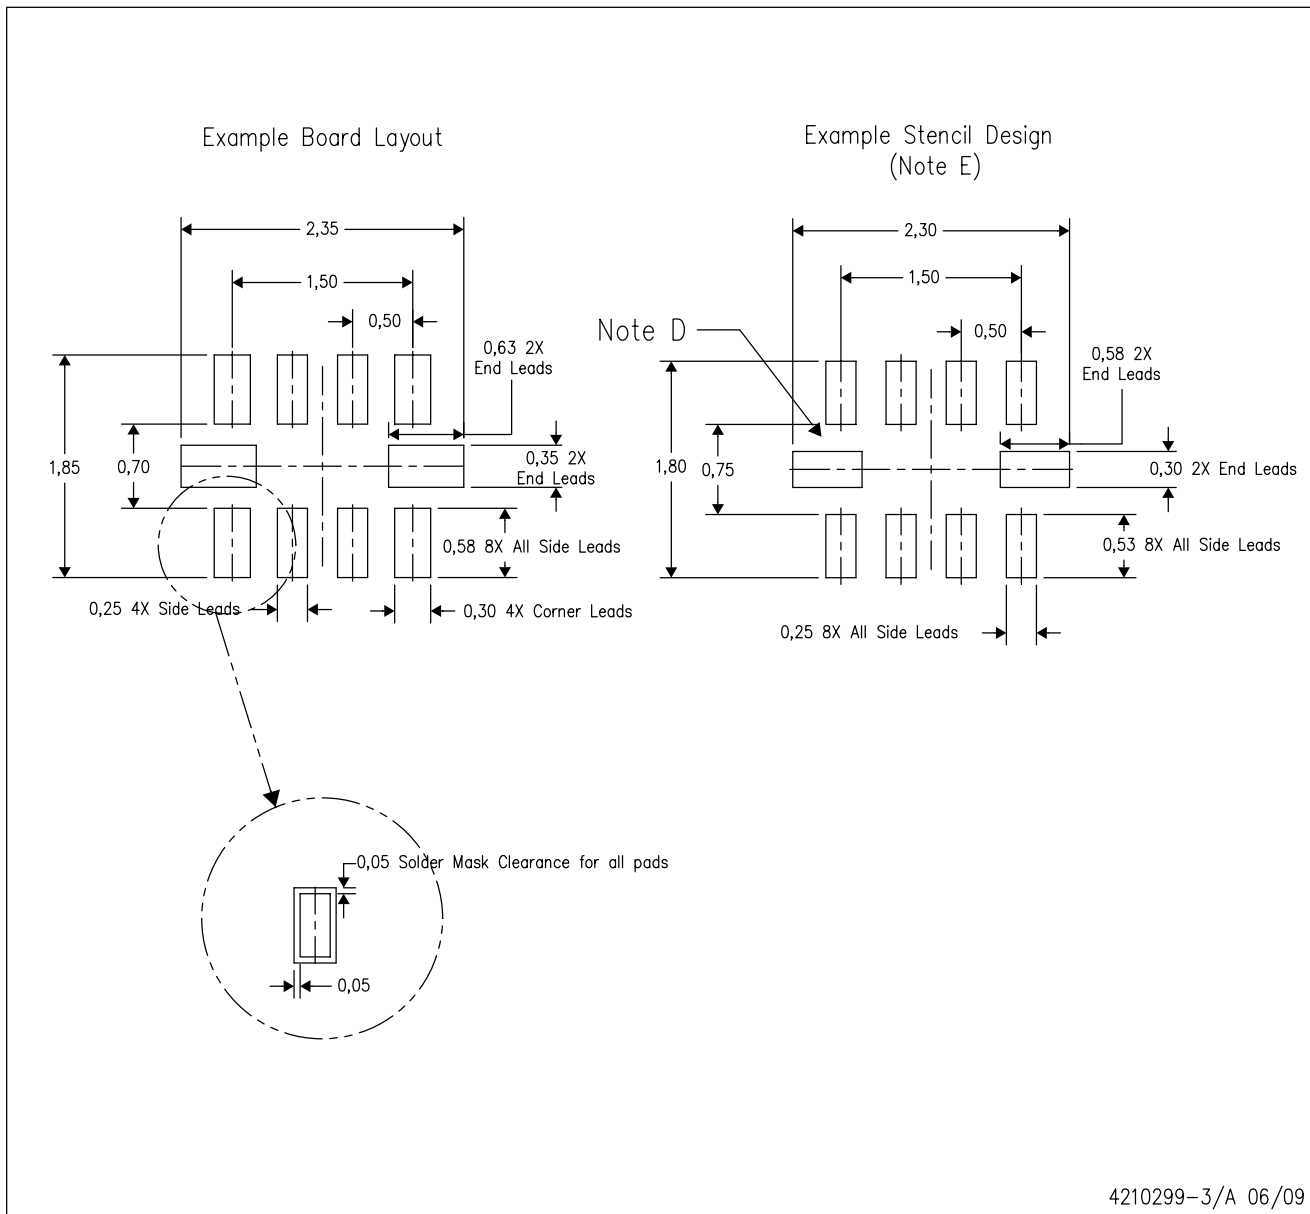 Example Board Layout
2,35
1,50
0,50
0,63 2X
End Leads
1,85
0,70
0,35 2X
End Leads
0,58 8X All Side Leads
0,25 4X Side Leads
0,30 4X Corner Leads
Example Stencil Design
(Note E)
2,30
1,50
Note D
0,50
0,58 2X
End Leads
1,80
0,75
0,30 2X End Leads
0,53 8X All Side Leads
0,25 8X All Side Leads
0,05 Solder Mask Clearance for all pads
0,05
4210299-3/A 06/09